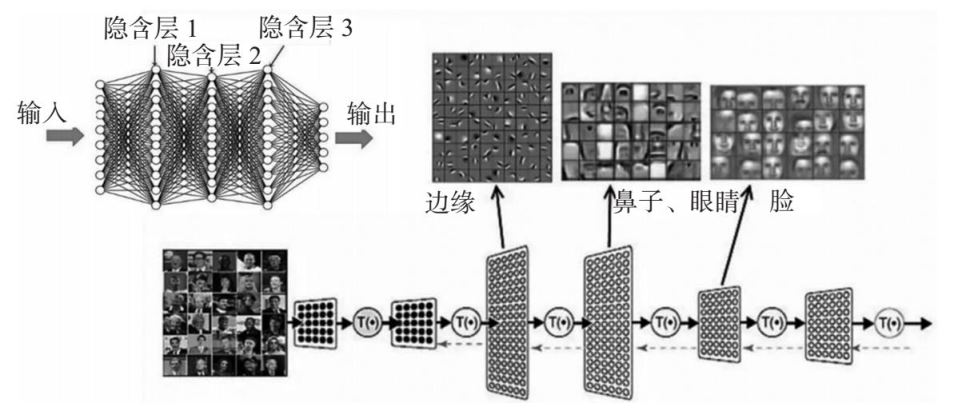 隐含层 1
隐含层 2
隐含层 3
输入
输出
边缘
鼻子、眼睛
脸
T(•)
T(•)
T(•)
T(•)
T(•)
T(•)